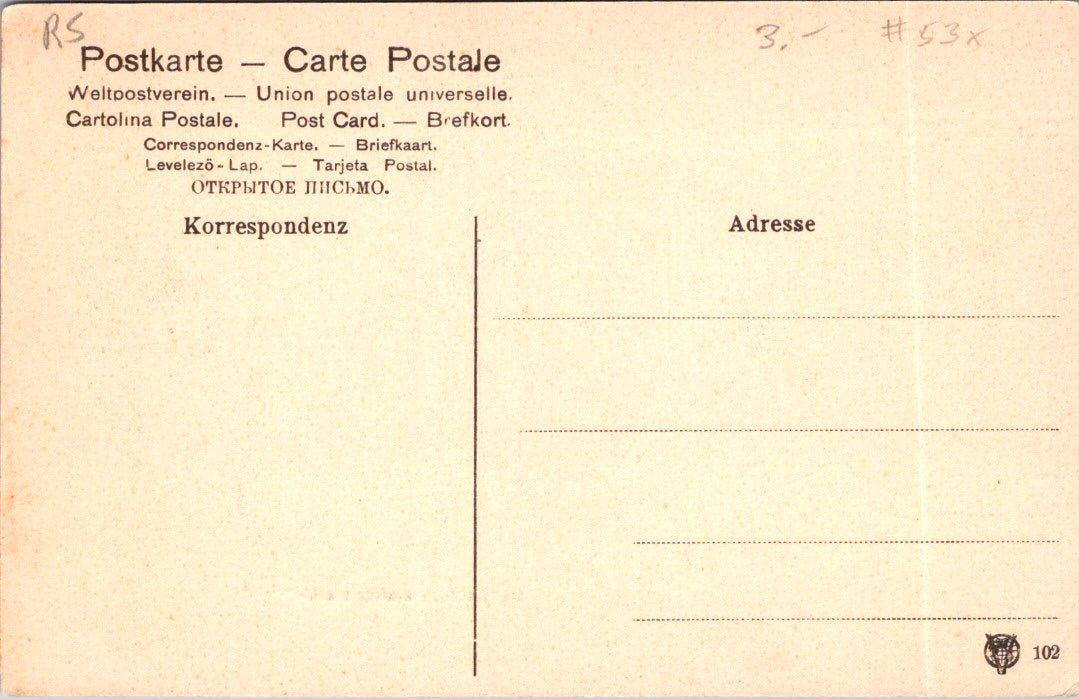 RS
3.- #53x
Postkarte — Carte Postale
Weltpostverein. — Union postale universelle.
Cartolina Postale. Post Card. — Brefkort.
Correspondenz-Karte. — Briefkaart.
Levelező-Lap. — Tarjeta Postal.
ОТКРЫТОЕ ПИСЬМО.
Korrespondenz
Adresse
102